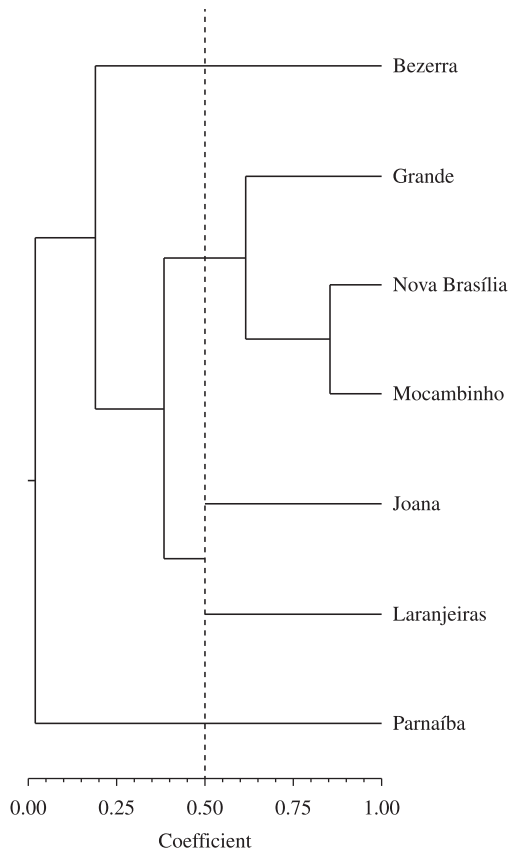 Bezerra
Grande
Nova Brasília
Mocambinho
Joana
Laranjeiras
Parnaíba
0.00 0.25 0.50 0.75 1.00
Coefficient